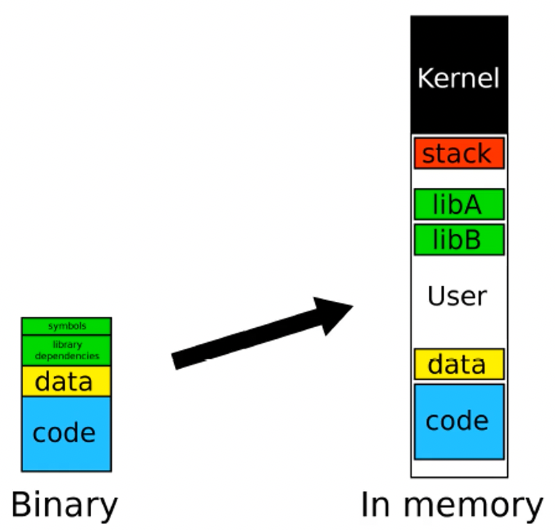 symbols
library
dependencies
data
code
Binary
Kernel
stack
libA
libB
User
data
code
In memory